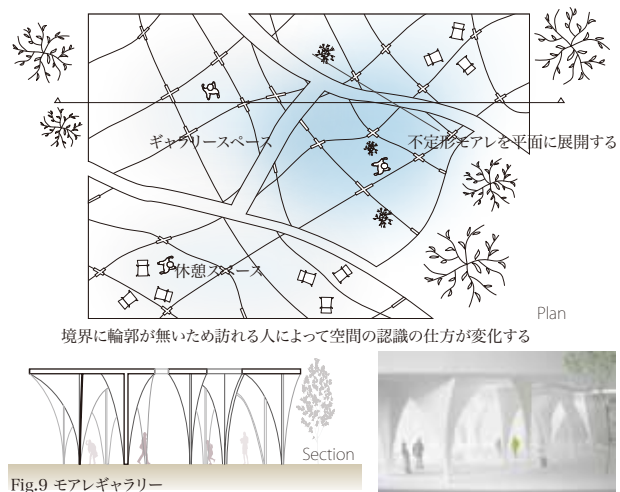 ギャラリースペース
不定形モアレを平面に展開する
休憩スペース
Plan
境界に輪郭が無いため訪れる人によって空間の認識の仕方が変化する
Section
Fig.9 モアレギャラリー